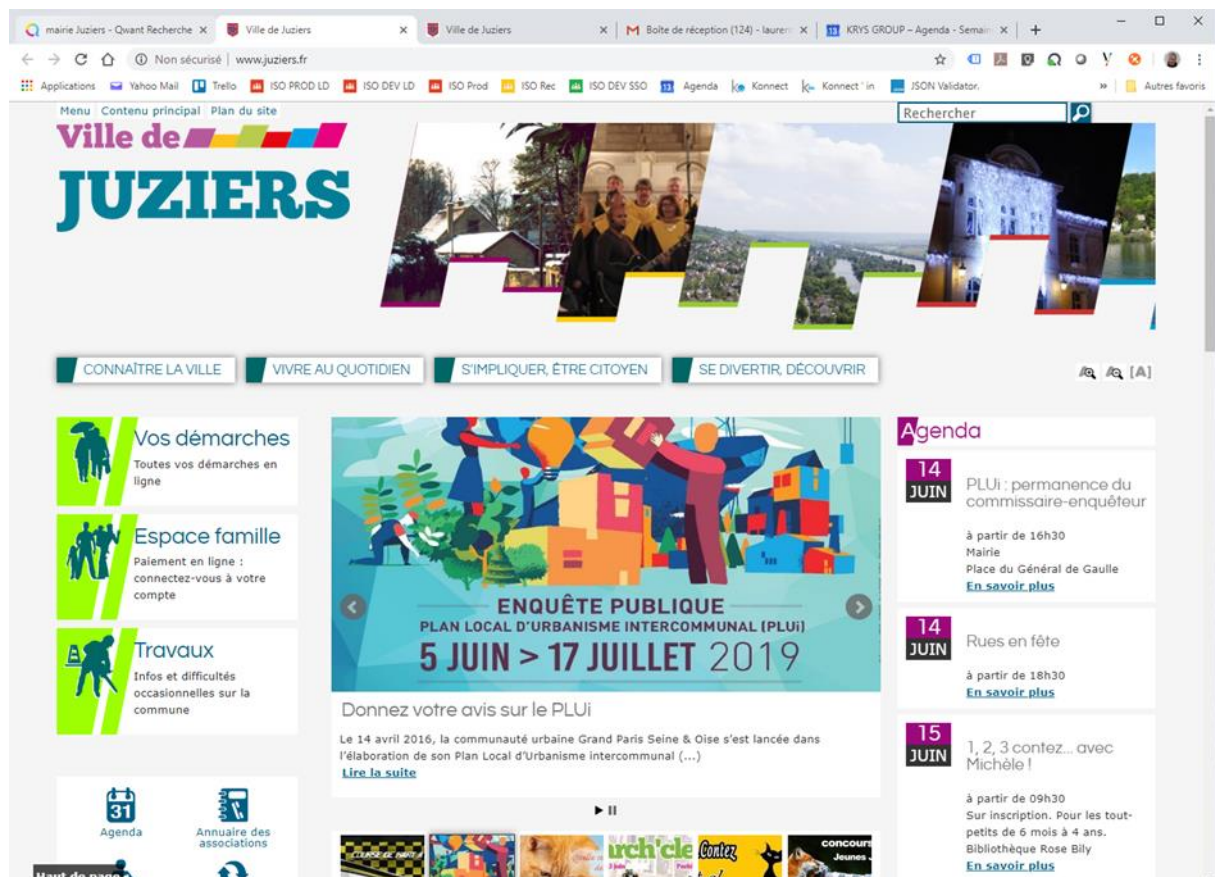 mairie Juziers - Qwant Recherche
Ville de Juziers
Ville de Juziers
Boîte de réception (124) - lauren
KRYS GROUP – Agenda - Semain
Non sécurisé | www.juziers.fr
Applications
Yahoo Mail
Trello
ISO PROD LD
ISO DEV LD
ISO Prod
ISO Rec
ISO DEV SSO
Agenda
Konnect
Konnect ' in
JSON Validator.
»
Autres favoris
Menu Contenu principal Plan du site
Rechercher
Ville de
JUZIERS
CONNAÎTRE LA VILLE
VIVRE AU QUOTIDIEN
S'IMPLIQUER, ÊTRE CITOYEN
SE DIVERTIR, DÉCOUVRIR
[A]
Vos démarches
Toutes vos démarches en
ligne
Espace famille
Paiement en ligne :
connectez-vous à votre
compte
Travaux
Infos et difficultés
occasionnelles sur la
commune
31
Agenda
Annuaire des
associations
Haut de page
ENQUÊTE PUBLIQUE
PLAN LOCAL D'URBANISME INTERCOMMUNAL (PLUi)
5 JUIN > 17 JUILLET 2019
Donnez votre avis sur le PLUi
Le 14 avril 2016, la communauté urbaine Grand Paris Seine & Oise s'est lancée dans
l'élaboration de son Plan Local d'Urbanisme intercommunal (...)
Lire la suite
COURSE DE
arch'cle
Contez
concours
Jeunes
Agenda
14
JUIN
PLUi : permanence du
commissaire-enquêteur
à partir de 16h30
Mairie
Place du Général de Gaulle
En savoir plus
14
JUIN
Rues en fête
à partir de 18h30
En savoir plus
15
JUIN
1, 2, 3 contez... avec
Michèle !
à partir de 09h30
Sur inscription. Pour les tout-
petits de 6 mois à 4 ans.
Bibliothèque Rose Bily
En savoir plus